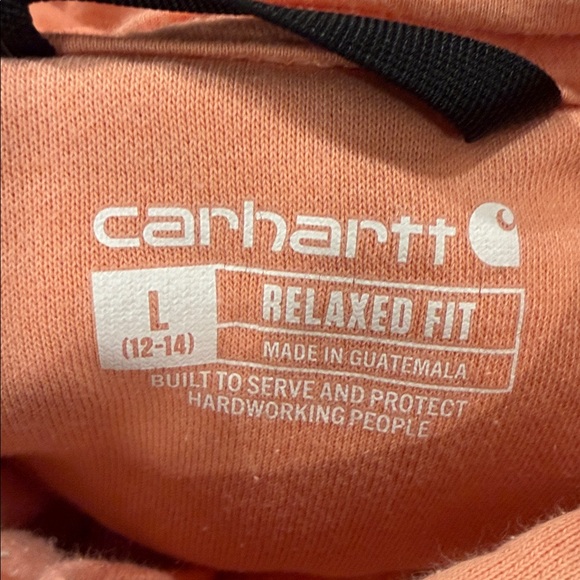 carhartt
L
(12-14)
RELAXED FIT
MADE IN GUATEMALA
BUILT TO SERVE AND PROTECT
HARDWORKING PEOPLE